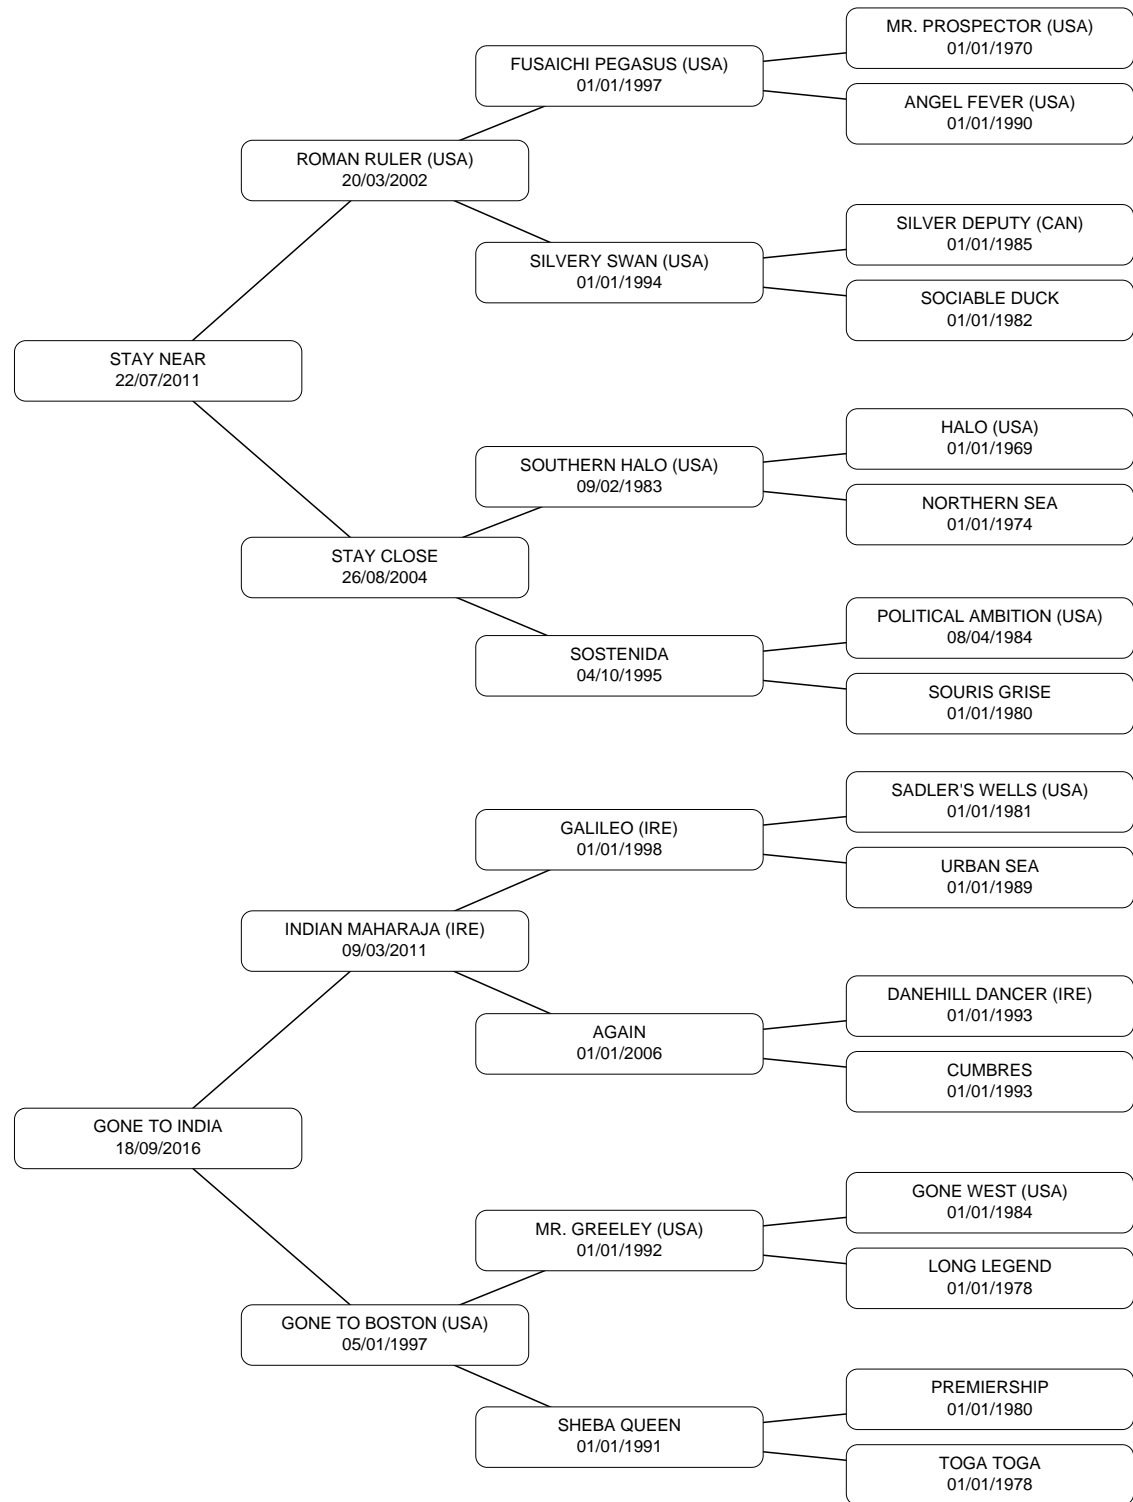 MR. PROSPECTOR (USA)
01/01/1970
FUSAICHI PEGASUS (USA)
01/01/1997
ANGEL FEVER (USA)
01/01/1990
ROMAN RULER (USA)
20/03/2002
SILVER DEPUTY (CAN)
01/01/1985
SILVERY SWAN (USA)
01/01/1994
SOCIABLE DUCK
01/01/1982
STAY NEAR
22/07/2011
HALO (USA)
01/01/1969
SOUTHERN HALO (USA)
09/02/1983
NORTHERN SEA
01/01/1974
STAY CLOSE
26/08/2004
POLITICAL AMBITION (USA)
08/04/1984
SOSTENIDA
04/10/1995
SOURIS GRISE
01/01/1980
SADLER'S WELLS (USA)
01/01/1981
GALILEO (IRE)
01/01/1998
URBAN SEA
01/01/1989
INDIAN MAHARAJA (IRE)
09/03/2011
DANEHILL DANCER (IRE)
01/01/1993
AGAIN
01/01/2006
CUMBRES
01/01/1993
GONE TO INDIA
18/09/2016
GONE WEST (USA)
01/01/1984
MR. GREELEY (USA)
01/01/1992
LONG LEGEND
01/01/1978
GONE TO BOSTON (USA)
05/01/1997
PREMIERSHIP
01/01/1980
SHEBA QUEEN
01/01/1991
TOGA TOGA
01/01/1978